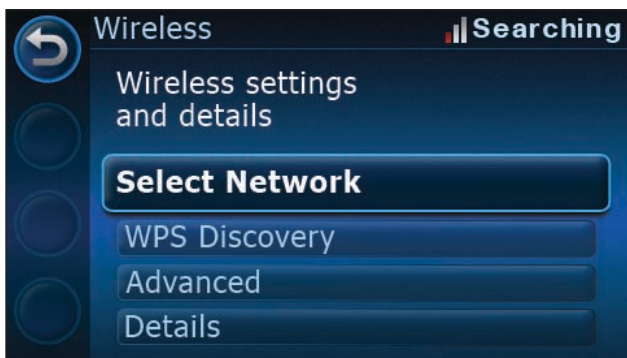 Wireless
Searching
Wireless settings
and details
Select Network
WPS Discovery
Advanced
Details